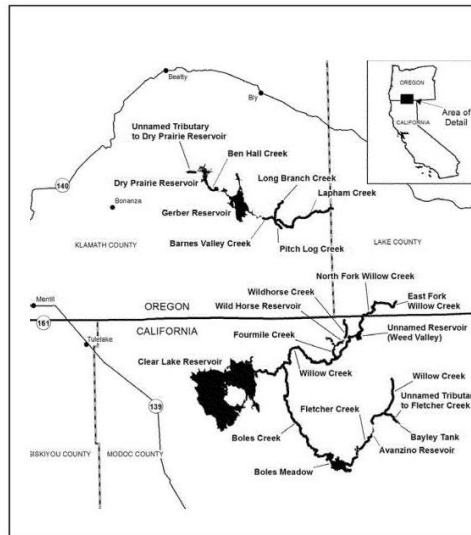 Beatty
Bly
OREGON
CALIFORNIA
Area of
Detail
Unnamed Tributary
to Dry Prairie Reservoir
Ben Hall Creek
Long Branch Creek
Dry Prairie Reservoir
Lapham Creek
140
Bonanza
Gerber Reservoir
Barnes Valley Creek
Pitch Log Creek
KLAMATH COUNTY
LAKE COUNTY
North Fork Willow Creek
Wildhorse Creek
East Fork
Willow Creek
Merrill
Wild Horse Reservoir
OREGON
161
CALIFORNIA
Unnamed Reservoir
(Weed Valley)
Tulelake
Fourmile Creek
Clear Lake Reservoir
Willow Creek
Willow Creek
139
Fletcher Creek
Unnamed Tributa
to Fletcher Creek
Boles Creek
Bayley Tank
Avanzino Resevoir
SISKIYOU COUNTY
MODOC COUNTY
Boles Meadow